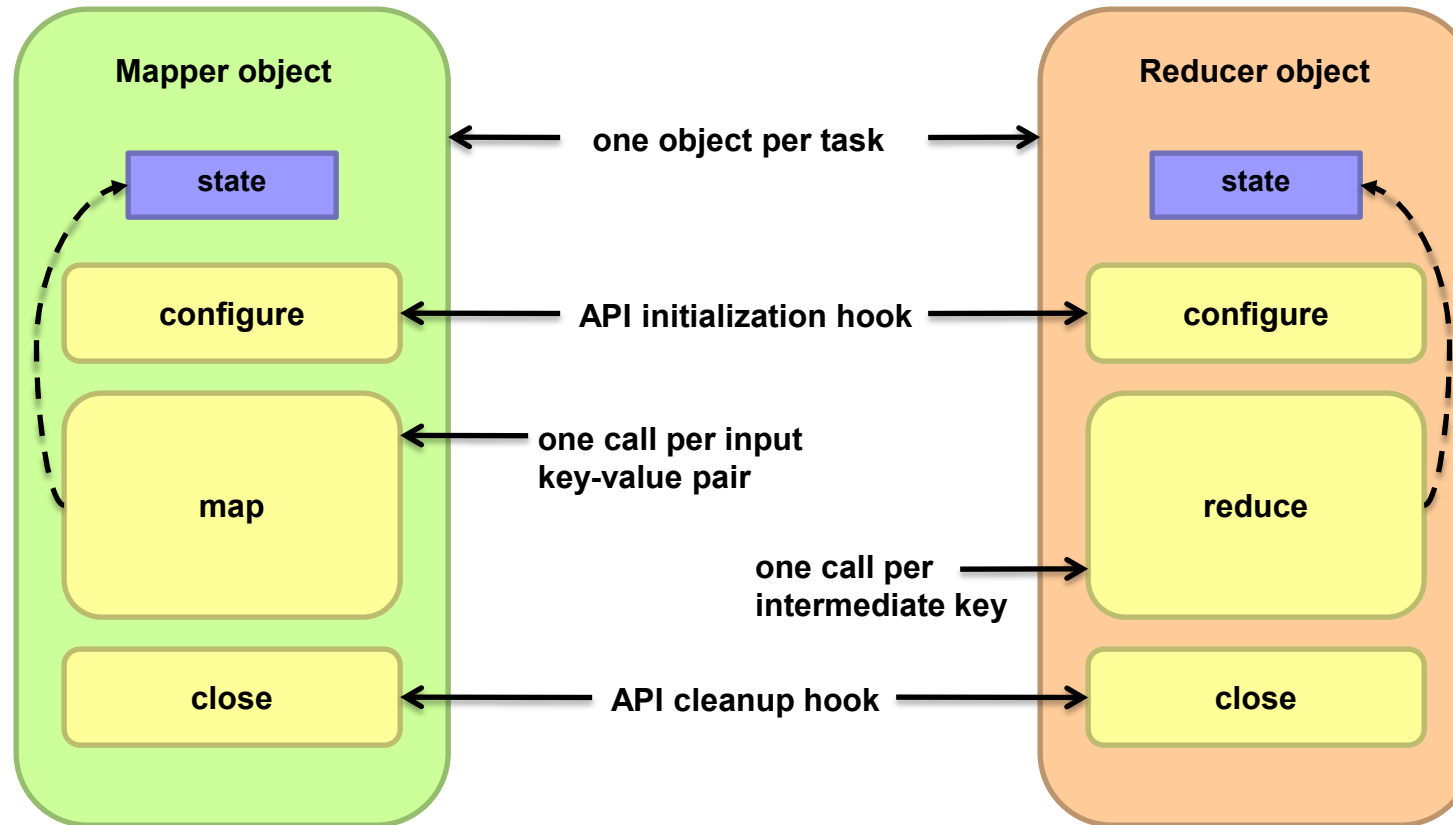 Mapper object
Reducer object
one object per task
state
state
configure
API initialization hook
configure
one call per input
key-value pair
map
reduce
one call per
intermediate key
close
API cleanup hook
close